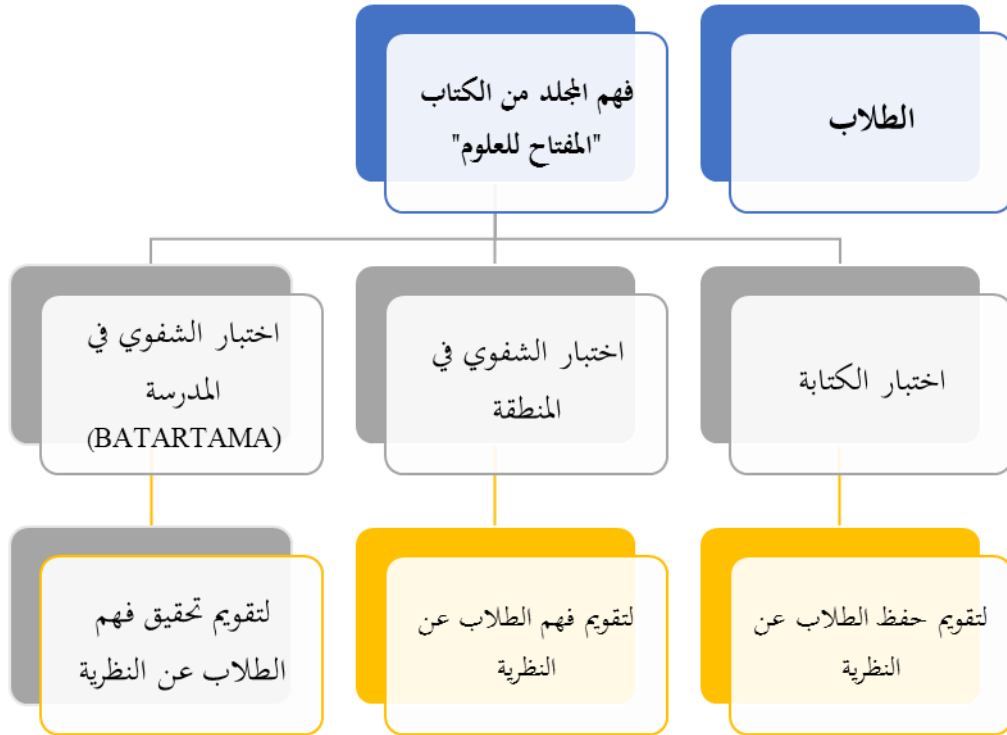 الطلاب
فهم المجلد من الكتاب
"المفتاح للعلوم"
اختبار الكتابة
اختبار الشفوي في
المنطقة
اختبار الشفوي في
المدرسة
(BATARTAMA)
لتقويم حفظ الطلاب عن
النظرية
لتقويم فهم الطلاب عن
النظرية
لتقويم تحقيق فهم
الطلاب عن النظرية